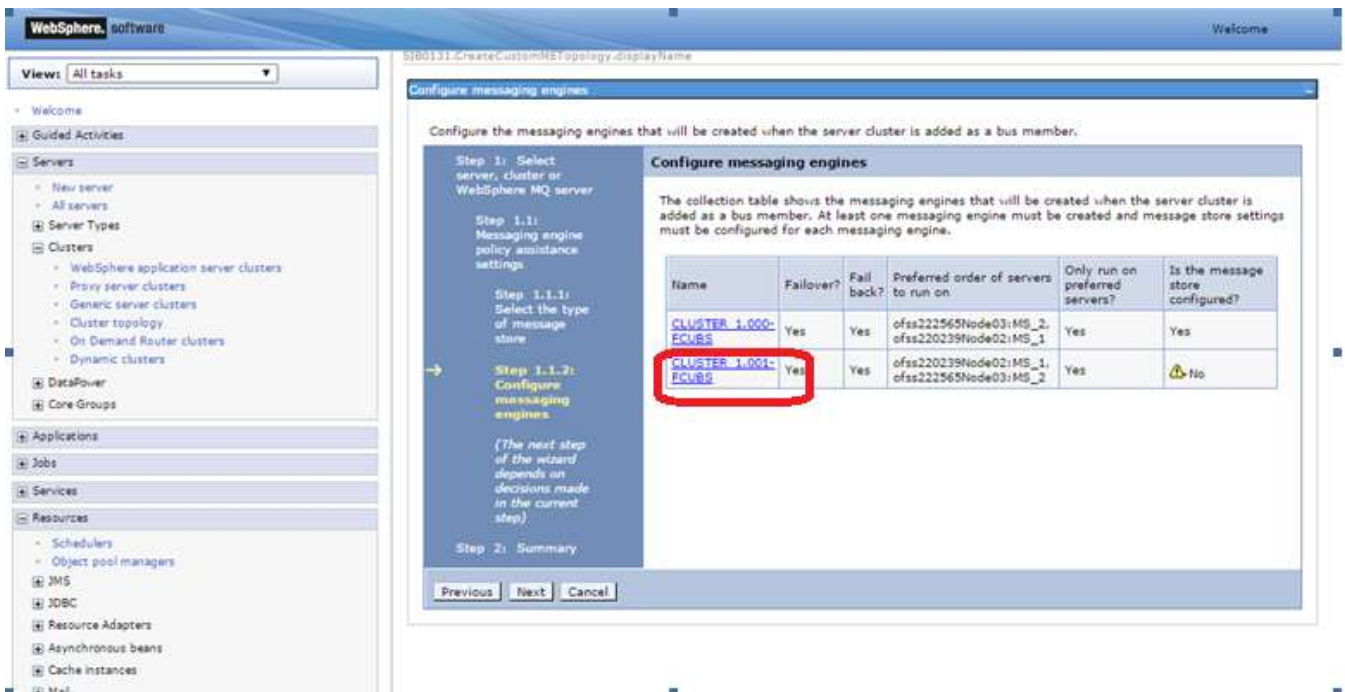 WebSphere. software
Welcome
View: All tasks
Welcome
Guided Activities
Servers
New server
All servers
Server Types
Clusters
WebSphere application server clusters
Proxy server clusters
Generic server clusters
Cluster topology
On Demand Router clusters
Dynamic clusters
DataPower
Core Groups
Applications
Jobs
Services
Resources
Schedulers
Object pool managers
JMS
JDBC
Resource Adapters
Asynchronous beans
Cache instances
Mail
SIB0131.CreateCustomMETopology.displayName
Configure messaging engines
Configure the messaging engines that will be created when the server cluster is added as a bus member.
Step 1: Select
server, cluster or
WebSphere MQ server
Step 1.1:
Messaging engine
policy assistance
settings
Step 1.1.1:
Select the type
of message
store
Step 1.1.2:
Configure
messaging
engines
(The next step
of the wizard
depends on
decisions made
in the current
step)
Step 2: Summary
Configure messaging engines
The collection table shows the messaging engines that will be created when the server cluster is
added as a bus member. At least one messaging engine must be created and message store settings
must be configured for each messaging engine.
Name Failover? Fail back? Preferred order of servers to run on Only run on preferred servers? Is the message store configured?
CLUSTER_1.000-FCUBS Yes Yes ofss222565Node03:MS_2, ofss220239Node02:MS_1 Yes Yes
CLUSTER_1.001-FCUBS Yes Yes ofss220239Node02:MS_1, ofss222565Node03:MS_2 Yes No
Previous Next Cancel